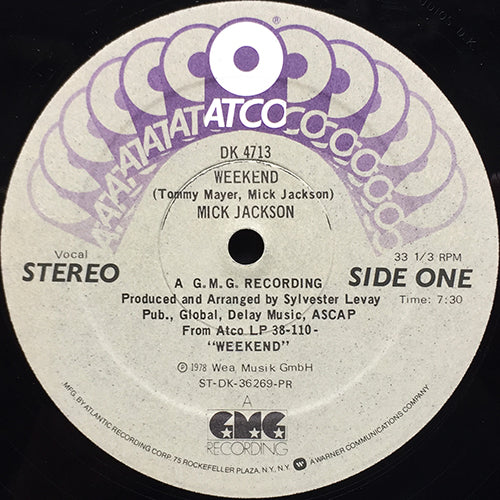 ATCO
DK 4713
WEEKEND
(Tommy Mayer, Mick Jackson)
MICK JACKSON
Vocal
STEREO
33 1/3 RPM
SIDE ONE
Time: 7:30
A G.M.G. RECORDING
Produced and Arranged by Sylvester Levay
Pub., Global, Delay Music, ASCAP
From Atco LP 38-110-
"WEEKEND"
Ⓟ 1978 Wea Musik GmbH
ST-DK-36269-PR
A
GMG
RECORDING
MFG. BY ATLANTIC RECORDING CORP. 75 ROCKEFELLER PLAZA, N.Y., N.Y. A WARNER COMMUNICATIONS COMPANY